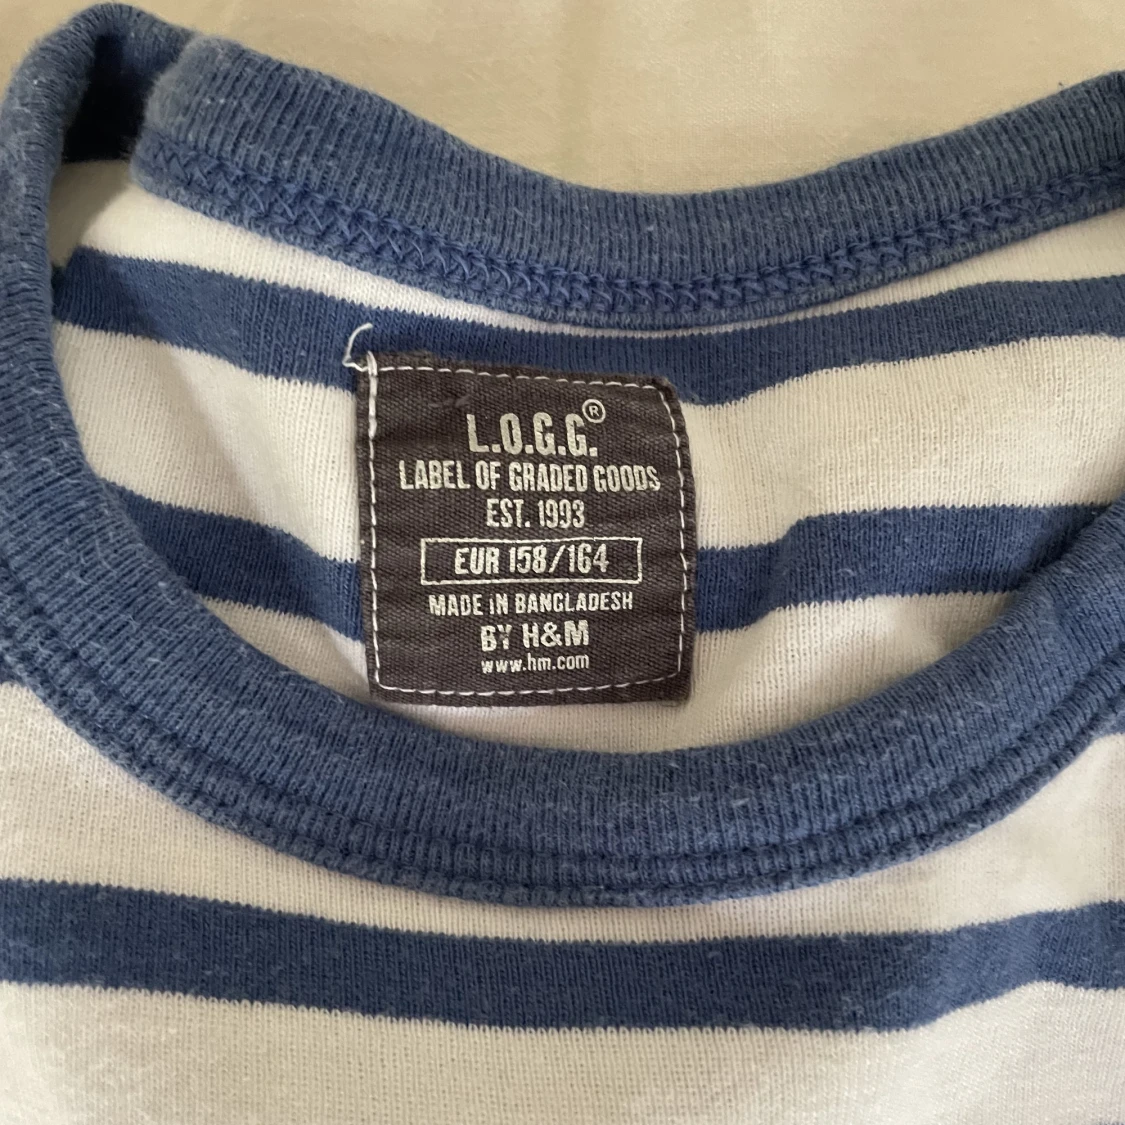 L.O.G.G.®
LABEL OF GRADED GOODS
EST. 1993
EUR 158/164
MADE IN BANGLADESH
BY H&M
www.hm.com